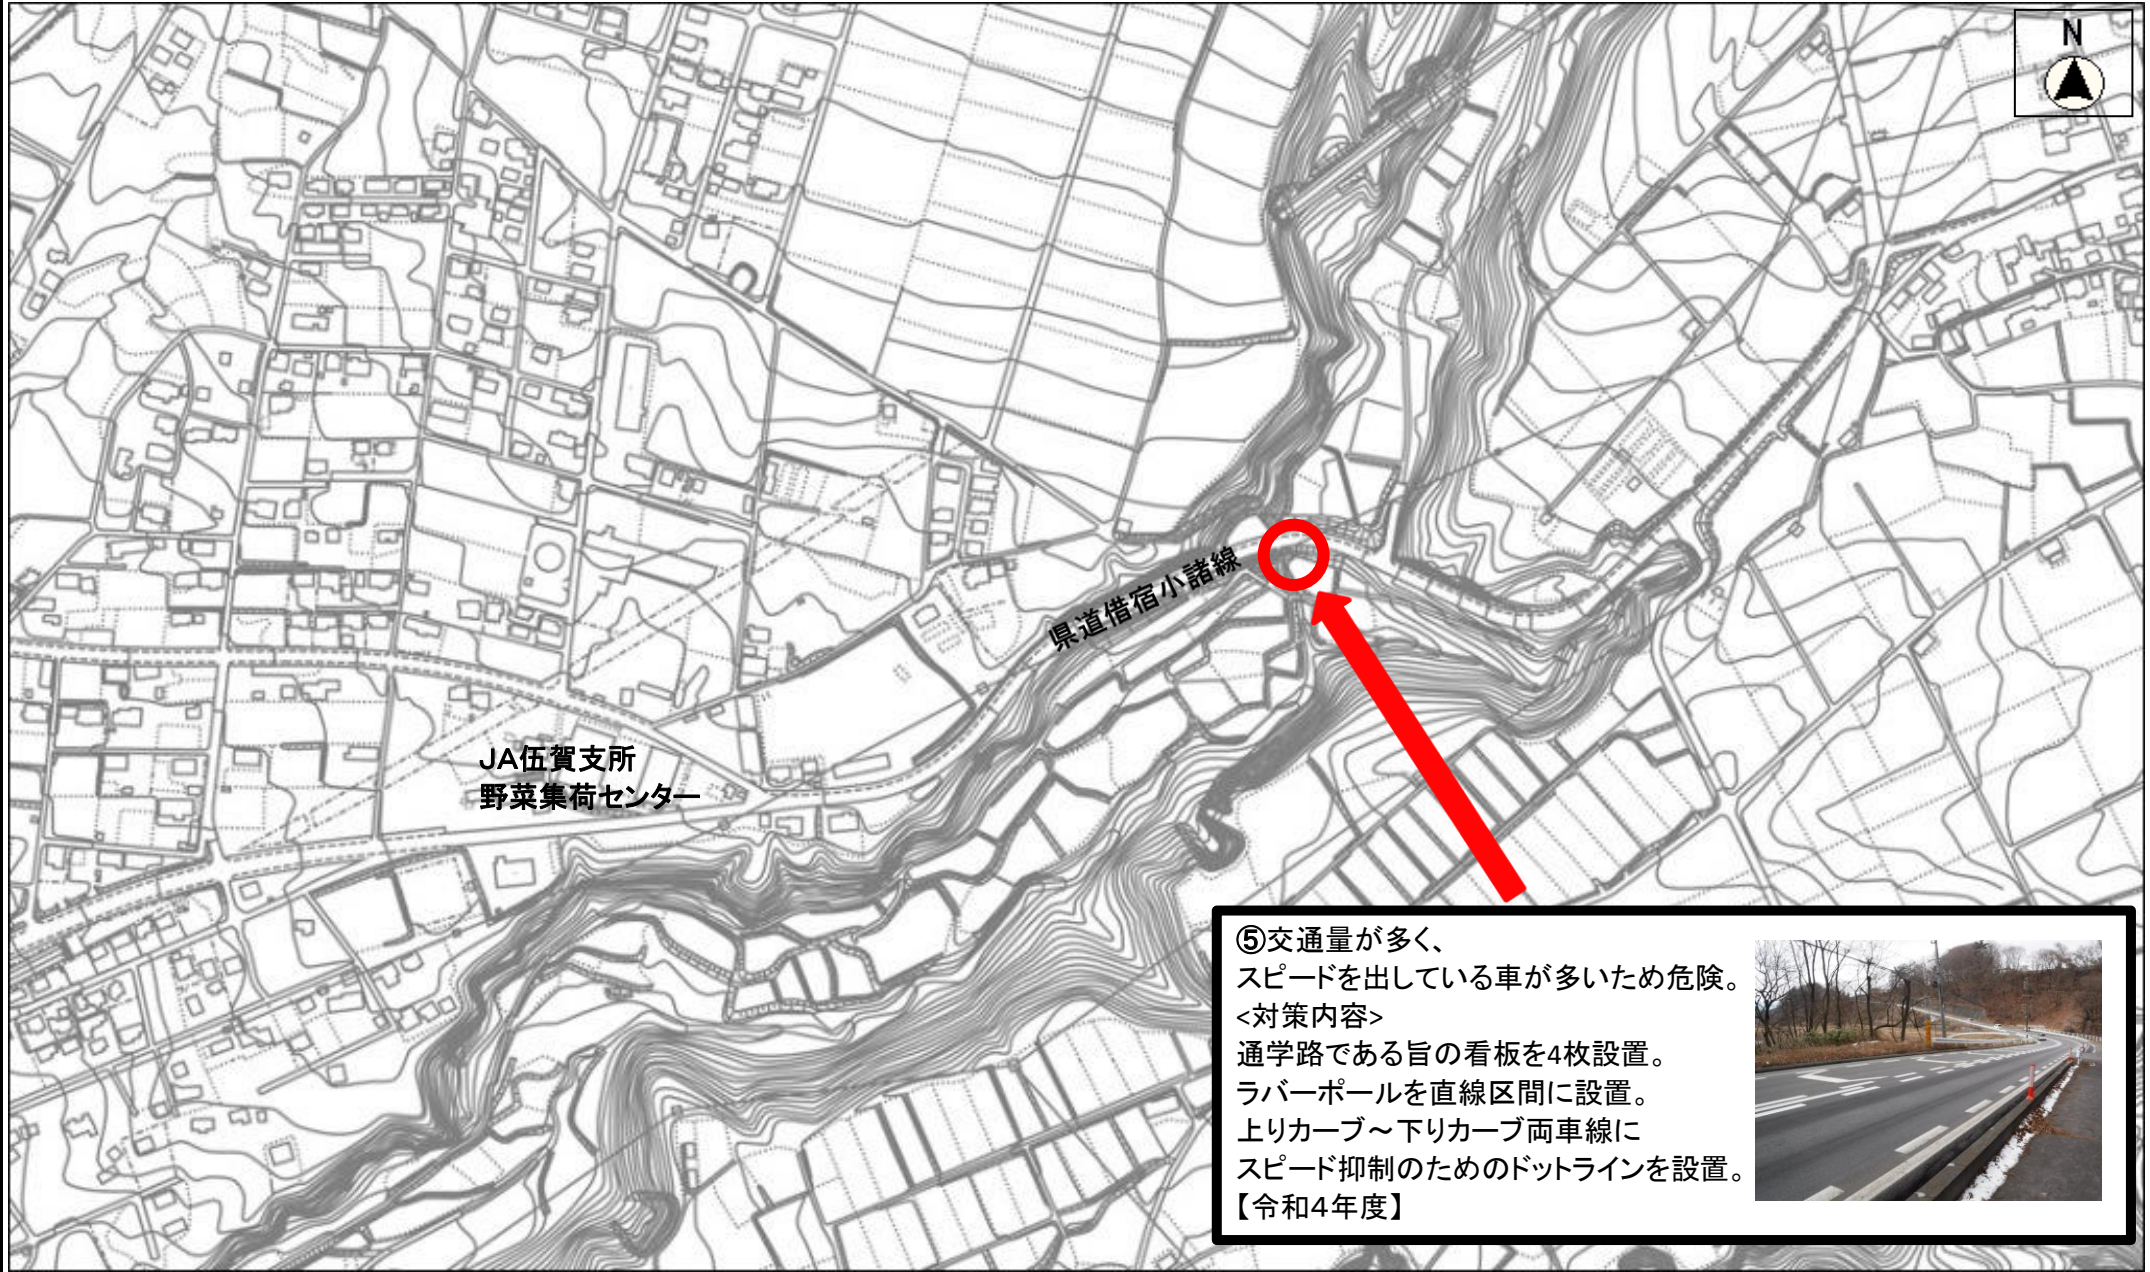 N
県道借宿小諸線
JA伍賀支所
野菜集荷センター
⑤交通量が多く、
スピードを出している車が多いため危険。
<対策内容>
通学路である旨の看板を4枚設置。
ラバーポールを直線区間に設置。
上りカーブ～下りカーブ両車線に
スピード抑制のためのドットラインを設置。
【令和4年度】